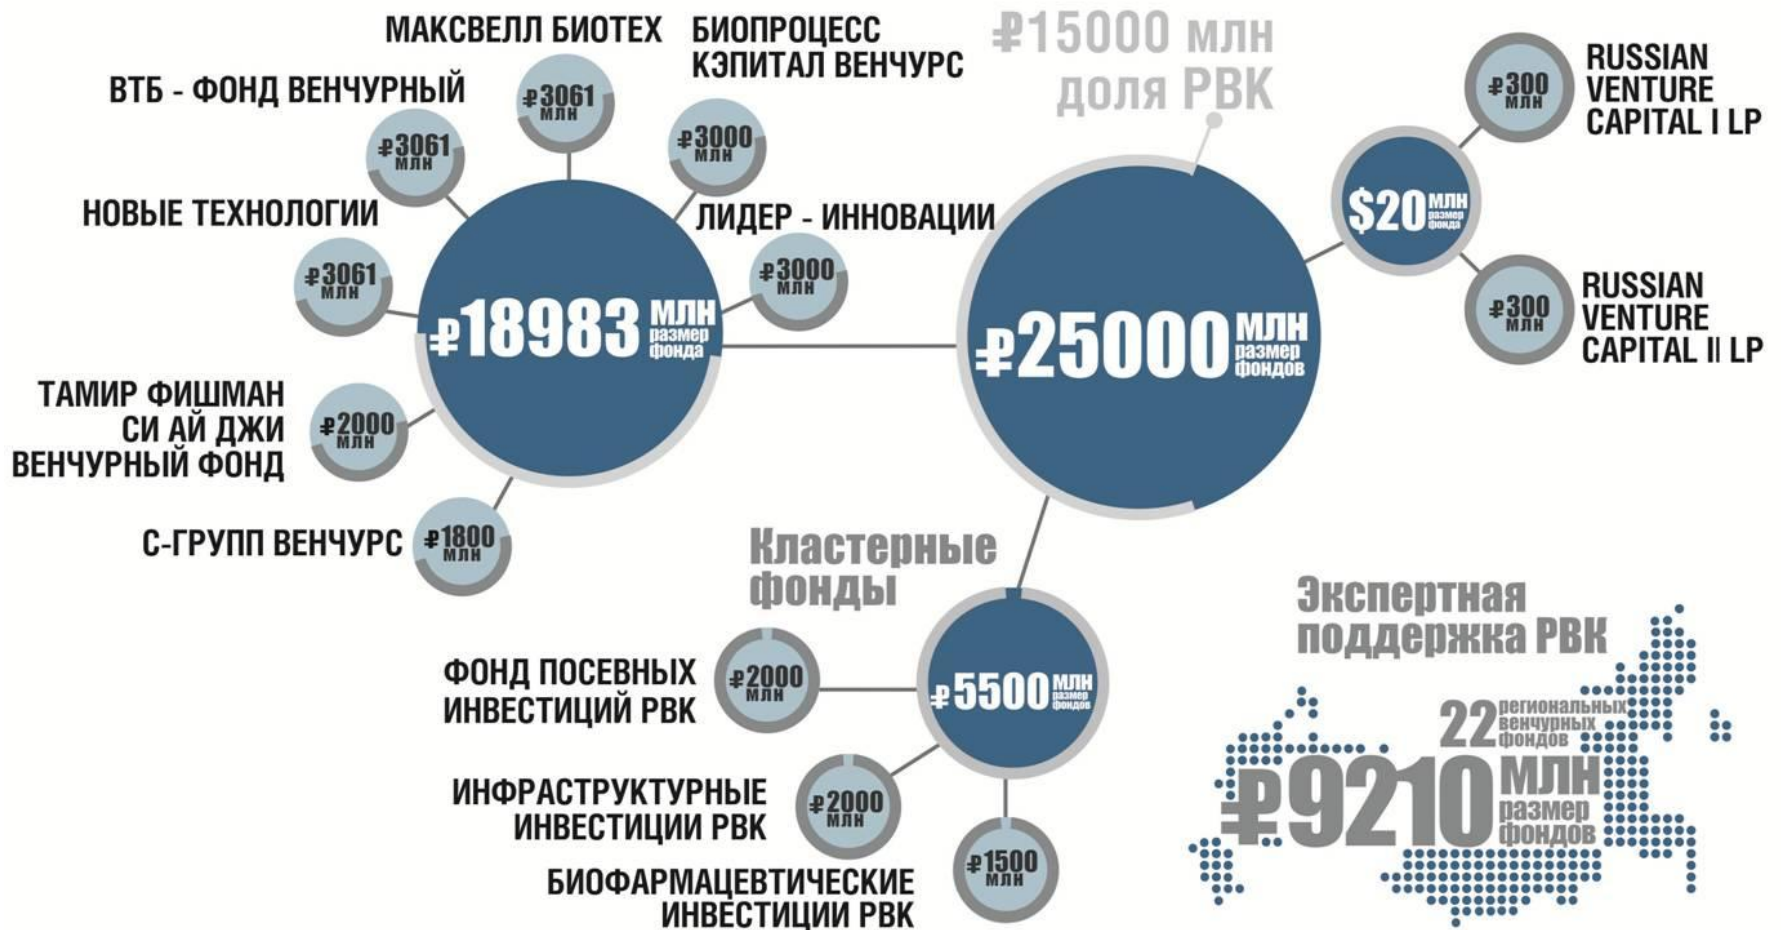 МАКСВЕЛЛ БИОТЕХ
₽3061
МЛН
БИОПРОЦЕСС
КЭПИТАЛ ВЕНЧУРС
₽3000
МЛН
ВТБ - ФОНД ВЕНЧУРНЫЙ
₽3061
МЛН
НОВЫЕ ТЕХНОЛОГИИ
₽3061
МЛН
ЛИДЕР - ИННОВАЦИИ
₽3000
МЛН
₽18983 МЛН
размер
фонда
ТАМИР ФИШМАН
СИ АЙ ДЖИ
ВЕНЧУРНЫЙ ФОНД
₽2000
МЛН
С-ГРУПП ВЕНЧУРС
₽1800
МЛН
₽15000 млн
доля РВК
₽25000 МЛН
размер
фондов
$20 МЛН
размер
фонда
₽300
МЛН
RUSSIAN
VENTURE
CAPITAL I LP
₽300
МЛН
RUSSIAN
VENTURE
CAPITAL II LP
Кластерные
фонды
₽5500 МЛН
размер
фондов
ФОНД ПОСЕВНЫХ
ИНВЕСТИЦИЙ РВК
₽2000
МЛН
ИНФРАСТРУКТУРНЫЕ
ИНВЕСТИЦИИ РВК
₽2000
МЛН
БИОФАРМАЦЕВТИЧЕСКИЕ
ИНВЕСТИЦИИ РВК
₽1500
МЛН
Экспертная
поддержка РВК
22 региональных
венчурных
фондов
₽9210 МЛН
размер
фондов